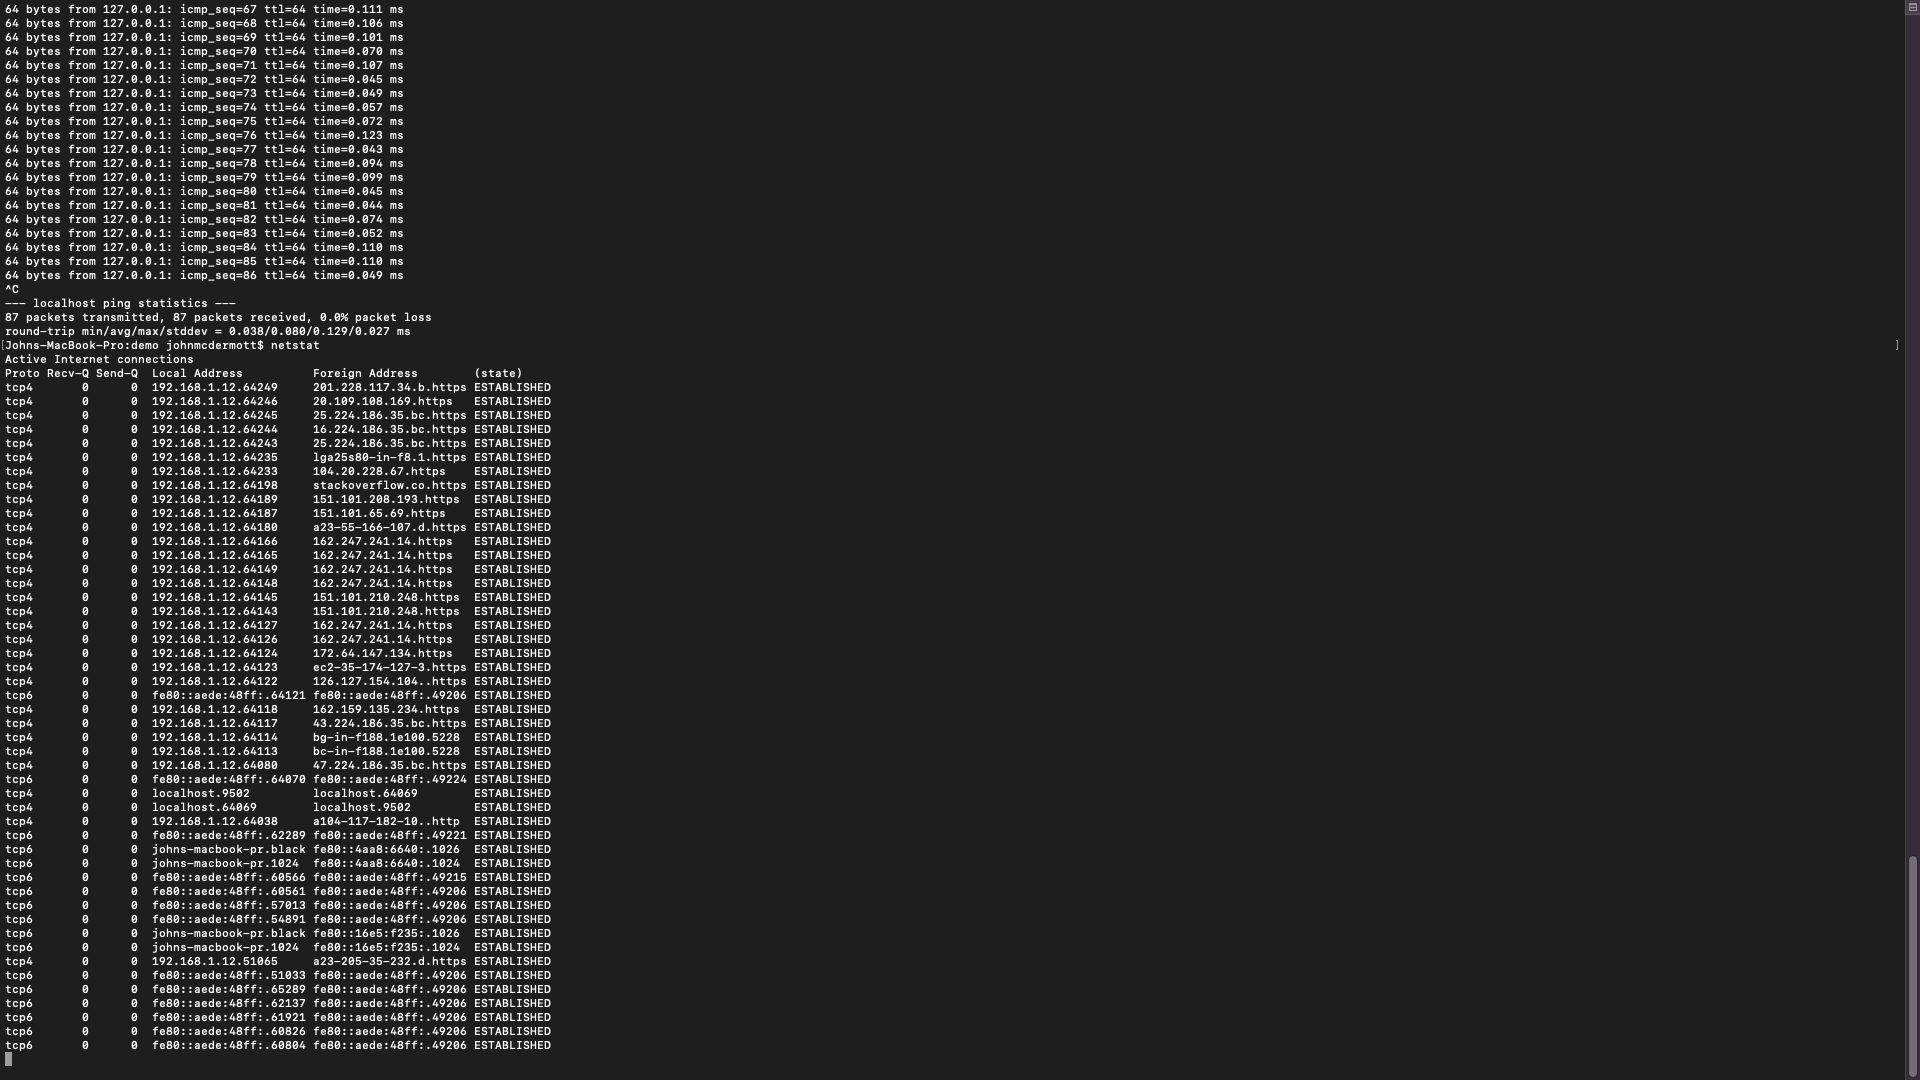 64 bytes from 127.0.0.1: icmp_seq=67 ttl=64 time=0.111 ms
64 bytes from 127.0.0.1: icmp_seq=68 ttl=64 time=0.106 ms
64 bytes from 127.0.0.1: icmp_seq=69 ttl=64 time=0.101 ms
64 bytes from 127.0.0.1: icmp_seq=70 ttl=64 time=0.070 ms
64 bytes from 127.0.0.1: icmp_seq=71 ttl=64 time=0.107 ms
64 bytes from 127.0.0.1: icmp_seq=72 ttl=64 time=0.045 ms
64 bytes from 127.0.0.1: icmp_seq=73 ttl=64 time=0.049 ms
64 bytes from 127.0.0.1: icmp_seq=74 ttl=64 time=0.057 ms
64 bytes from 127.0.0.1: icmp_seq=75 ttl=64 time=0.072 ms
64 bytes from 127.0.0.1: icmp_seq=76 ttl=64 time=0.123 ms
64 bytes from 127.0.0.1: icmp_seq=77 ttl=64 time=0.043 ms
64 bytes from 127.0.0.1: icmp_seq=78 ttl=64 time=0.094 ms
64 bytes from 127.0.0.1: icmp_seq=79 ttl=64 time=0.099 ms
64 bytes from 127.0.0.1: icmp_seq=80 ttl=64 time=0.045 ms
64 bytes from 127.0.0.1: icmp_seq=81 ttl=64 time=0.044 ms
64 bytes from 127.0.0.1: icmp_seq=82 ttl=64 time=0.074 ms
64 bytes from 127.0.0.1: icmp_seq=83 ttl=64 time=0.052 ms
64 bytes from 127.0.0.1: icmp_seq=84 ttl=64 time=0.110 ms
64 bytes from 127.0.0.1: icmp_seq=85 ttl=64 time=0.110 ms
64 bytes from 127.0.0.1: icmp_seq=86 ttl=64 time=0.049 ms
^C
--- localhost ping statistics ---
87 packets transmitted, 87 packets received, 0.0% packet loss
round-trip min/avg/max/stddev = 0.038/0.080/0.129/0.027 ms
[Johns-MacBook-Pro:demo johnmcdermott$ netstat ]
Active Internet connections
Proto Recv-Q Send-Q  Local Address          Foreign Address        (state)
tcp4       0      0  192.168.1.12.64249     201.228.117.34.b.https ESTABLISHED
tcp4       0      0  192.168.1.12.64246     20.109.108.169.https   ESTABLISHED
tcp4       0      0  192.168.1.12.64245     25.224.186.35.bc.https ESTABLISHED
tcp4       0      0  192.168.1.12.64244     16.224.186.35.bc.https ESTABLISHED
tcp4       0      0  192.168.1.12.64243     25.224.186.35.bc.https ESTABLISHED
tcp4       0      0  192.168.1.12.64235     lga25s80-in-f8.1.https ESTABLISHED
tcp4       0      0  192.168.1.12.64233     104.20.228.67.https    ESTABLISHED
tcp4       0      0  192.168.1.12.64198     stackoverflow.co.https ESTABLISHED
tcp4       0      0  192.168.1.12.64189     151.101.208.193.https  ESTABLISHED
tcp4       0      0  192.168.1.12.64187     151.101.65.69.https    ESTABLISHED
tcp4       0      0  192.168.1.12.64180     a23-55-166-107.d.https ESTABLISHED
tcp4       0      0  192.168.1.12.64166     162.247.241.14.https   ESTABLISHED
tcp4       0      0  192.168.1.12.64165     162.247.241.14.https   ESTABLISHED
tcp4       0      0  192.168.1.12.64149     162.247.241.14.https   ESTABLISHED
tcp4       0      0  192.168.1.12.64148     162.247.241.14.https   ESTABLISHED
tcp4       0      0  192.168.1.12.64145     151.101.210.248.https  ESTABLISHED
tcp4       0      0  192.168.1.12.64143     151.101.210.248.https  ESTABLISHED
tcp4       0      0  192.168.1.12.64127     162.247.241.14.https   ESTABLISHED
tcp4       0      0  192.168.1.12.64126     162.247.241.14.https   ESTABLISHED
tcp4       0      0  192.168.1.12.64124     172.64.147.134.https   ESTABLISHED
tcp4       0      0  192.168.1.12.64123     ec2-35-174-127-3.https ESTABLISHED
tcp4       0      0  192.168.1.12.64122     126.127.154.104..https ESTABLISHED
tcp6       0      0  fe80::aede:48ff:.64121 fe80::aede:48ff:.49206 ESTABLISHED
tcp4       0      0  192.168.1.12.64118     162.159.135.234.https  ESTABLISHED
tcp4       0      0  192.168.1.12.64117     43.224.186.35.bc.https ESTABLISHED
tcp4       0      0  192.168.1.12.64114     bg-in-f188.1e100.5228  ESTABLISHED
tcp4       0      0  192.168.1.12.64113     bc-in-f188.1e100.5228  ESTABLISHED
tcp4       0      0  192.168.1.12.64080     47.224.186.35.bc.https ESTABLISHED
tcp6       0      0  fe80::aede:48ff:.64070 fe80::aede:48ff:.49224 ESTABLISHED
tcp4       0      0  localhost.9502         localhost.64069        ESTABLISHED
tcp4       0      0  localhost.64069        localhost.9502         ESTABLISHED
tcp4       0      0  192.168.1.12.64038     a104-117-182-10..http  ESTABLISHED
tcp6       0      0  fe80::aede:48ff:.62289 fe80::aede:48ff:.49221 ESTABLISHED
tcp6       0      0  johns-macbook-pr.black fe80::4aa8:6640:.1026  ESTABLISHED
tcp6       0      0  johns-macbook-pr.1024  fe80::4aa8:6640:.1024  ESTABLISHED
tcp6       0      0  fe80::aede:48ff:.60566 fe80::aede:48ff:.49215 ESTABLISHED
tcp6       0      0  fe80::aede:48ff:.60561 fe80::aede:48ff:.49206 ESTABLISHED
tcp6       0      0  fe80::aede:48ff:.57013 fe80::aede:48ff:.49206 ESTABLISHED
tcp6       0      0  fe80::aede:48ff:.54891 fe80::aede:48ff:.49206 ESTABLISHED
tcp6       0      0  johns-macbook-pr.black fe80::16e5:f235:.1026  ESTABLISHED
tcp6       0      0  johns-macbook-pr.1024  fe80::16e5:f235:.1024  ESTABLISHED
tcp4       0      0  192.168.1.12.51065     a23-205-35-232.d.https ESTABLISHED
tcp6       0      0  fe80::aede:48ff:.51033 fe80::aede:48ff:.49206 ESTABLISHED
tcp6       0      0  fe80::aede:48ff:.65289 fe80::aede:48ff:.49206 ESTABLISHED
tcp6       0      0  fe80::aede:48ff:.62137 fe80::aede:48ff:.49206 ESTABLISHED
tcp6       0      0  fe80::aede:48ff:.61921 fe80::aede:48ff:.49206 ESTABLISHED
tcp6       0      0  fe80::aede:48ff:.60826 fe80::aede:48ff:.49206 ESTABLISHED
tcp6       0      0  fe80::aede:48ff:.60804 fe80::aede:48ff:.49206 ESTABLISHED